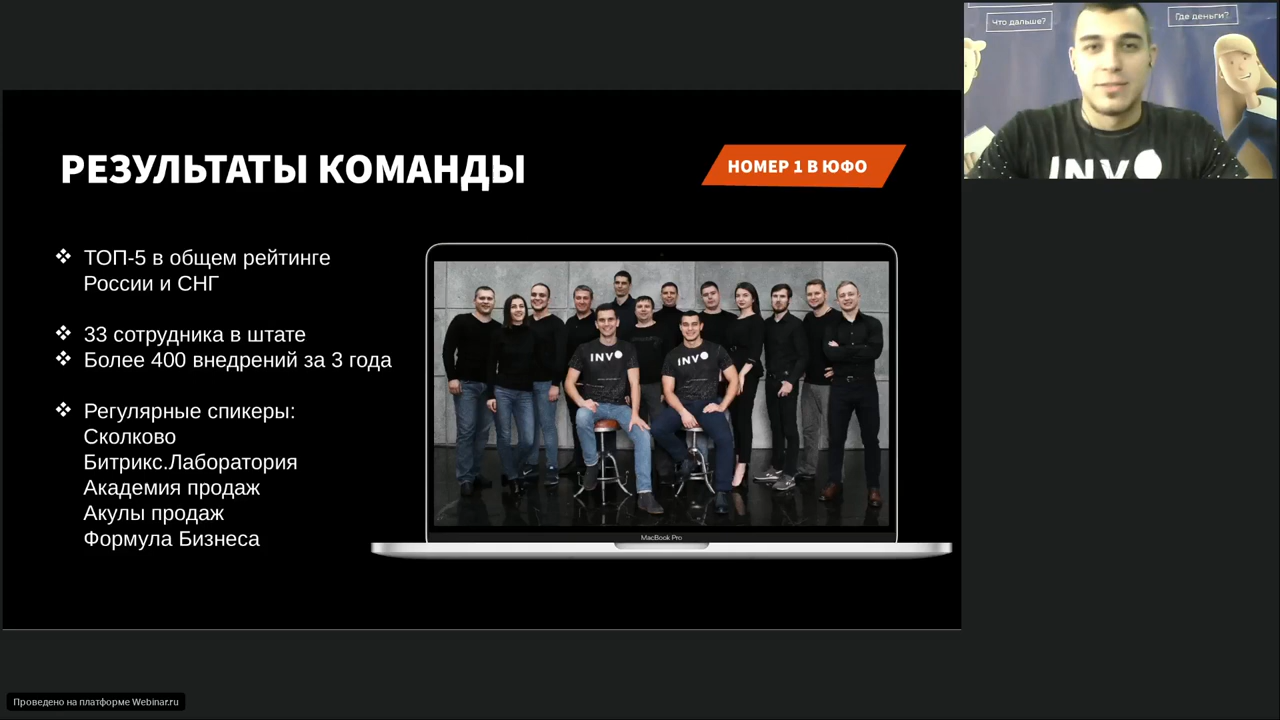 Что дальше?
Где деньги?
INVO
РЕЗУЛЬТАТЫ КОМАНДЫ
НОМЕР 1 В ЮФО
❖ ТОП-5 в общем рейтинге
России и СНГ
❖ 33 сотрудника в штате
❖ Более 400 внедрений за 3 года
❖ Регулярные спикеры:
Сколково
Битрикс.Лаборатория
Академия продаж
Акулы продаж
Формула Бизнеса
INVO
INVO
MacBook Pro
Проведено на платформе Webinar.ru